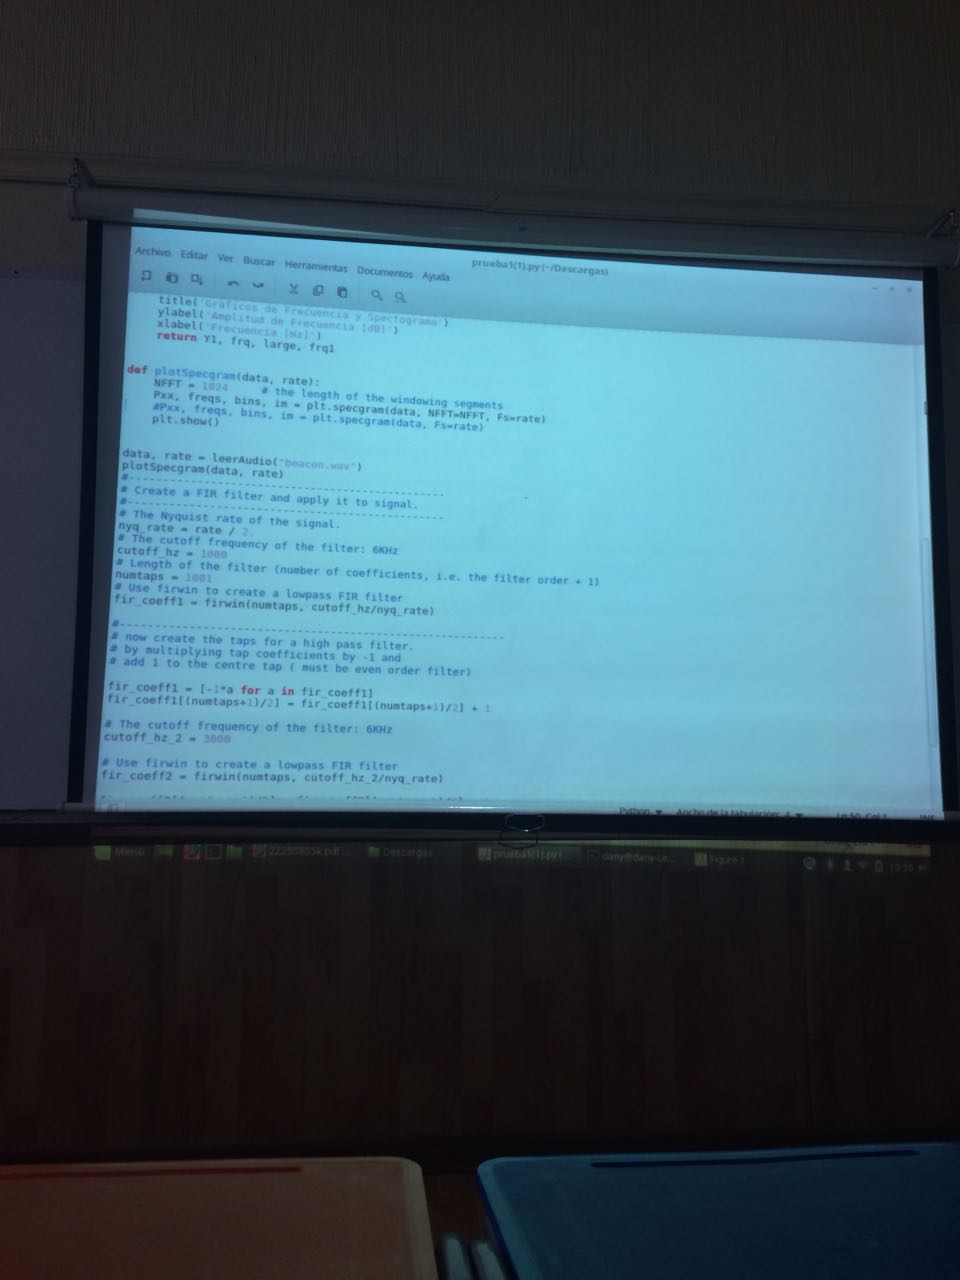 prueba1(1).py (~/Descargas)
Archivo Editar Ver Buscar Herramientas Documentos Ayuda
title('Gráficos de Frecuencia y Spectograma')
ylabel('Amplitud de Frecuencia [dB]')
xlabel('Frecuencia [Hz]')
return Y1, frq, large, frq1
def plotSpecgram(data, rate):
NFFT = 1024 # the length of the windowing segments
Pxx, freqs, bins, im = plt.specgram(data, NFFT=NFFT, Fs=rate)
#Pxx, freqs, bins, im = plt.specgram(data, Fs=rate)
plt.show()
data, rate = leerAudio("beacon.wav")
plotSpecgram(data, rate)
#------------------------------------------------
# Create a FIR filter and apply it to signal.
#------------------------------------------------
# The Nyquist rate of the signal.
nyq_rate = rate / 2.
# The cutoff frequency of the filter: 6KHz
cutoff_hz = 1000
# Length of the filter (number of coefficients, i.e. the filter order + 1)
numtaps = 1001
# Use firwin to create a lowpass FIR filter
fir_coeff1 = firwin(numtaps, cutoff_hz/nyq_rate)
#----------------------------------------------------------
# now create the taps for a high pass filter.
# by multiplying tap coefficients by -1 and
# add 1 to the centre tap ( must be even order filter)
fir_coeff1 = [-1*a for a in fir_coeff1]
fir_coeff1[(numtaps+1)/2] = fir_coeff1[(numtaps+1)/2] + 1
# The cutoff frequency of the filter: 6KHz
cutoff_hz_2 = 3000
# Use firwin to create a lowpass FIR filter
fir_coeff2 = firwin(numtaps, cutoff_hz_2/nyq_rate)
Python Ancho de la tabulación: 4 Ln 50, Col 1
Menú 22250855k.pdf... Descargas prueba1(1).py (... dany@dany-Le... Figure 1